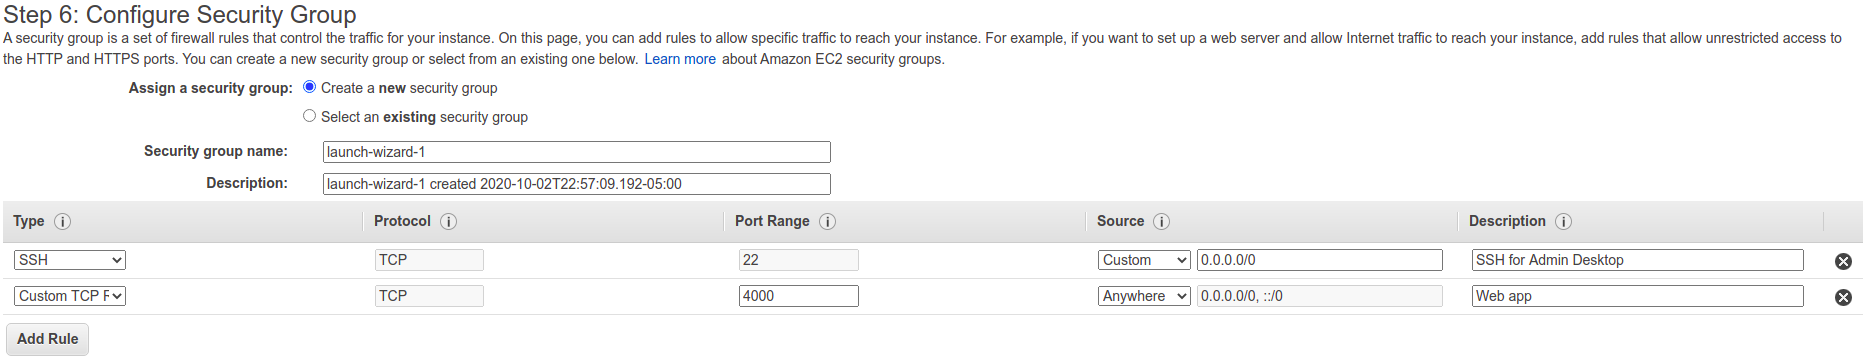 Step 6: Configure Security Group
A security group is a set of firewall rules that control the traffic for your instance. On this page, you can add rules to allow specific traffic to reach your instance. For example, if you want to set up a web server and allow Internet traffic to reach your instance, add rules that allow unrestricted access to
the HTTP and HTTPS ports. You can create a new security group or select from an existing one below. Learn more about Amazon EC2 security groups.
Assign a security group: Create a new security group
Select an existing security group
Security group name: launch-wizard-1
Description: launch-wizard-1 created 2020-10-02T22:57:09.192-05:00
Type i Protocol i Port Range i Source i Description i
SSH TCP 22 Custom 0.0.0.0/0 SSH for Admin Desktop
Custom TCP F TCP 4000 Anywhere 0.0.0.0/0, ::/0 Web app
Add Rule